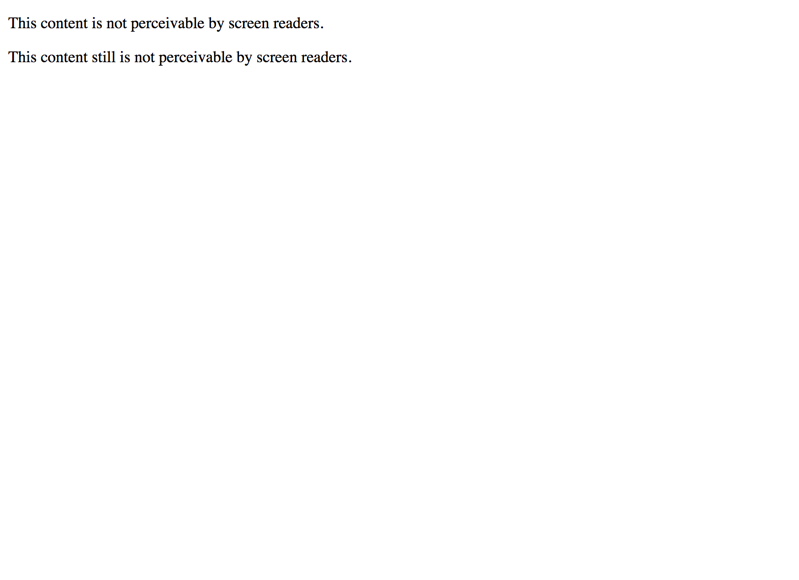 This content is not perceivable by screen readers.
This content still is not perceivable by screen readers.